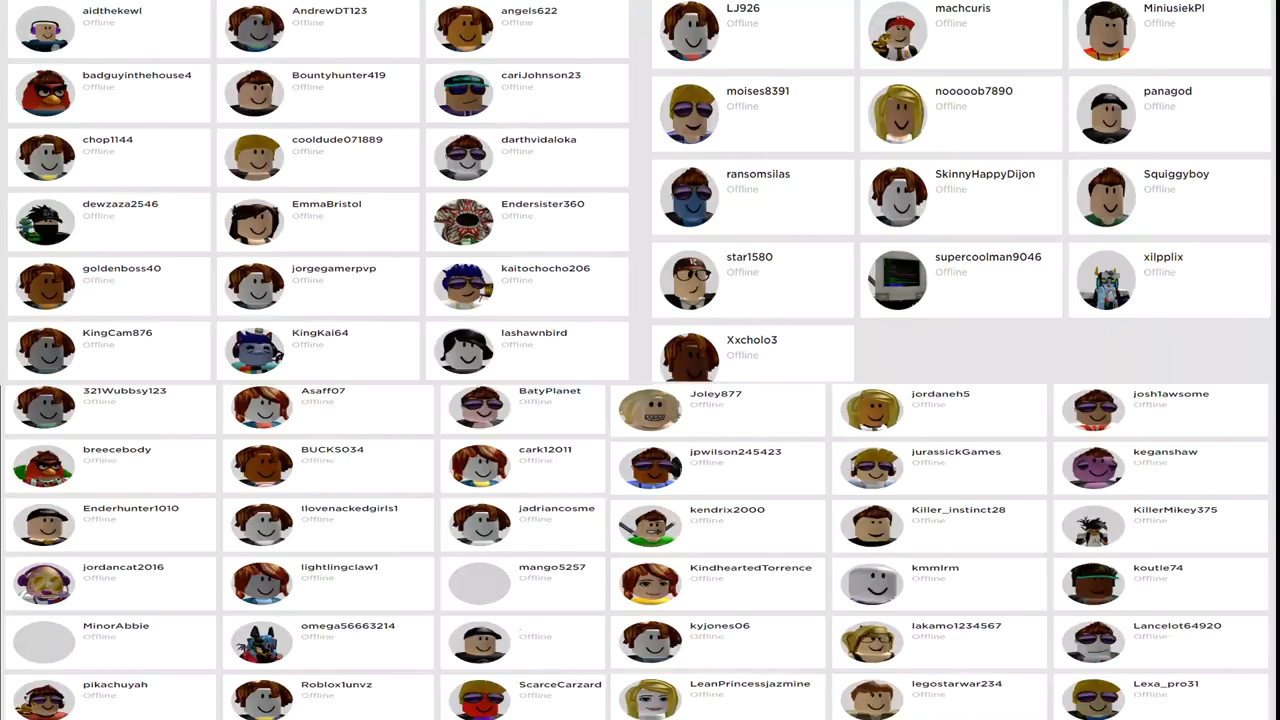 aidthekewl
Offline
AndrewDT123
Offline
angels622
Offline
badguyinthehouse4
Offline
Bountyhunter419
Offline
cariJohnson23
Offline
chop1144
Offline
cooldude071889
Offline
darthvidaloka
Offline
dewzaza2546
Offline
EmmaBristol
Offline
Endersister360
Offline
goldenboss40
Offline
jorgegamerpvp
Offline
kaitochocho206
Offline
KingCam876
Offline
KingKai64
Offline
lashawnbird
Offline
LJ926
Offline
machcuris
Offline
MiniusiekPl
Offline
moises8391
Offline
nooooob7890
Offline
panagod
Offline
ransomsilas
Offline
SkinnyHappyDijon
Offline
Squiggyboy
Offline
star1580
Offline
supercoolman9046
Offline
xilpplix
Offline
Xxcholo3
Offline
321Wubbsy123
Offline
Asaff07
Offline
BatyPlanet
Offline
breecebody
Offline
BUCKS034
Offline
cark12011
Offline
Enderhunter1010
Offline
Ilovenackedgirls1
Offline
jadriancosme
Offline
jordancat2016
Offline
lightlingclaw1
Offline
mango5257
Offline
MinorAbbie
Offline
omega56663214
Offline
Offline
pikachuyah
Offline
Roblox1unvz
Offline
ScarceCarzard
Offline
Joley877
Offline
jordaneh5
Offline
josh1awsome
Offline
jpwilson245423
Offline
jurassickGames
Offline
keganshaw
Offline
kendrix2000
Offline
Killer_instinct28
Offline
KillerMikey375
Offline
KindheartedTorrence
Offline
kmmlrm
Offline
koutle74
Offline
kyjones06
Offline
lakamo1234567
Offline
Lancelot64920
Offline
LeanPrincessjazmine
Offline
legostarwar234
Offline
Lexa_pro31
Offline